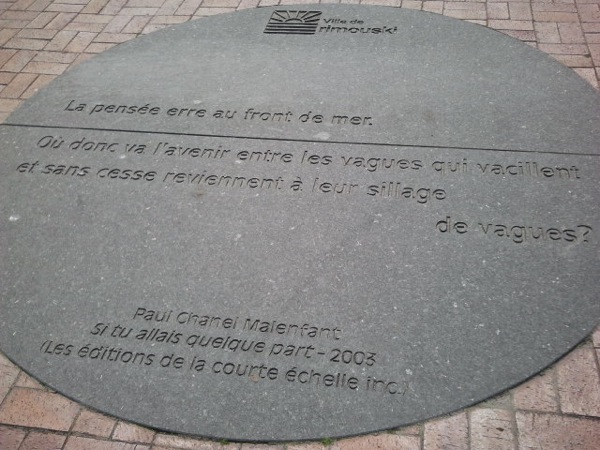 Ville de
rimouski
La pensée erre au front de mer.
Où donc va l'avenir entre les vagues qui vacillent
et sans cesse reviennent à leur sillage
de vagues?
Paul Chanel Malenfant
Si tu allais quelque part - 2003
(Les éditions de la courte échelle inc.)